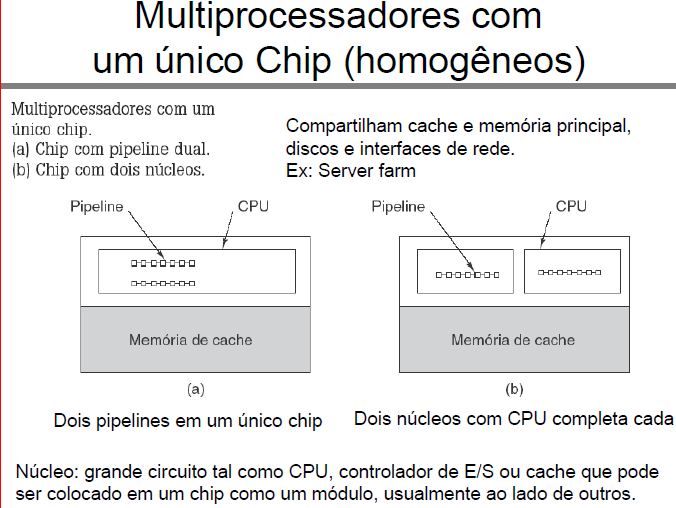 Multiprocessadores com
um único Chip (homogêneos)
Multiprocessadores com um
único chip.
(a) Chip com pipeline dual.
(b) Chip com dois núcleos.
Compartilham cache e memória principal,
discos e interfaces de rede.
Ex: Server farm
Pipeline
CPU
Memória de cache
(a)
Dois pipelines em um único chip
Pipeline
CPU
Memória de cache
(b)
Dois núcleos com CPU completa cada
Núcleo: grande circuito tal como CPU, controlador de E/S ou cache que pode
ser colocado em um chip como um módulo, usualmente ao lado de outros.